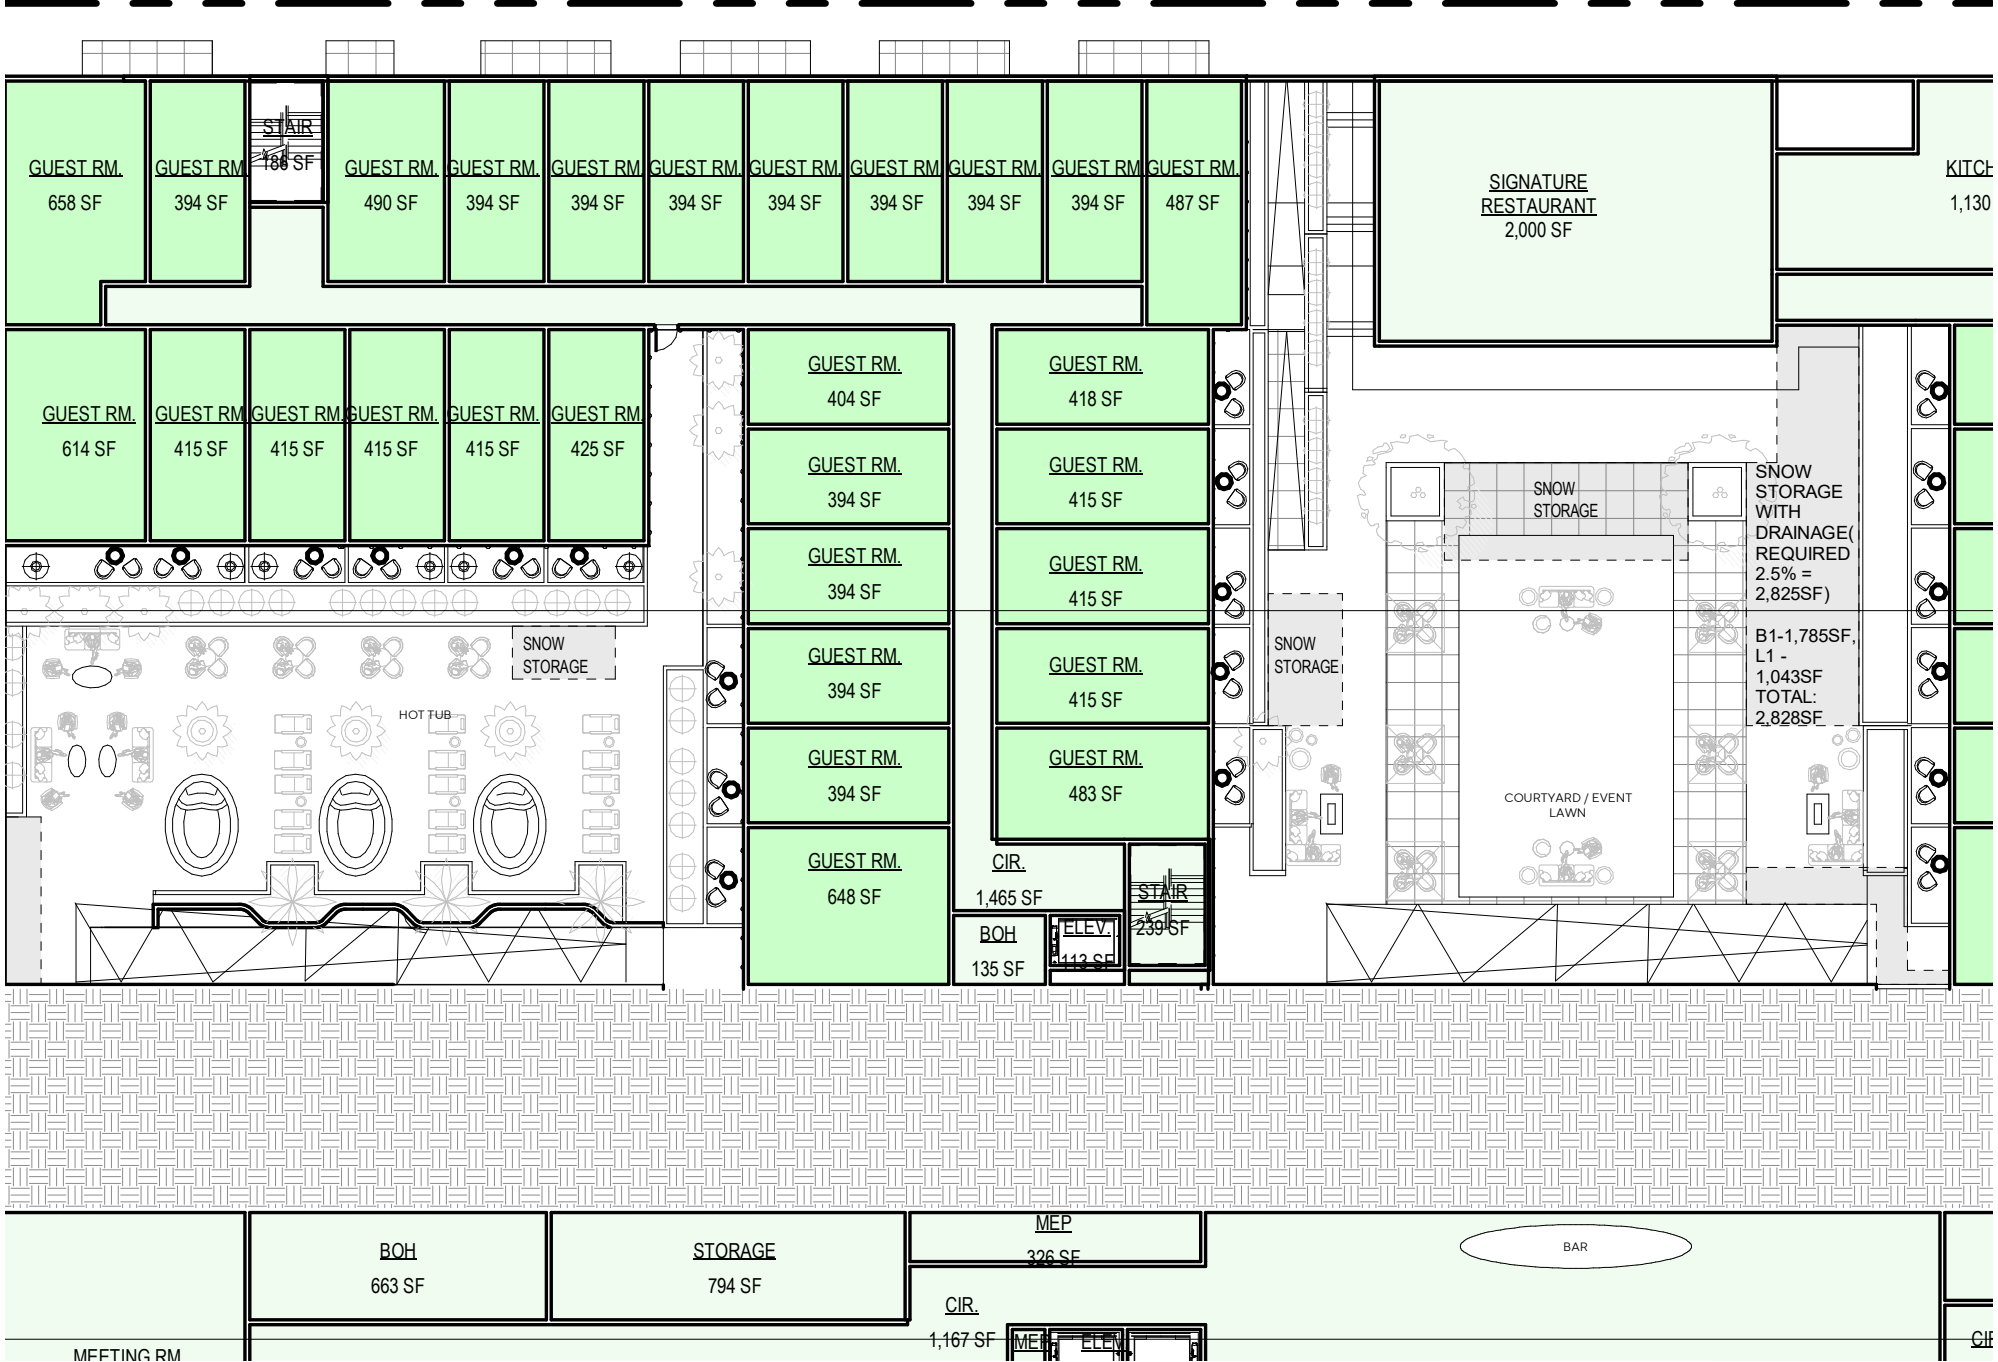 STAIR
186 SF
GUEST RM.
658 SF
GUEST RM.
394 SF
GUEST RM.
490 SF
GUEST RM.
394 SF
GUEST RM.
394 SF
GUEST RM.
394 SF
GUEST RM.
394 SF
GUEST RM.
394 SF
GUEST RM.
394 SF
GUEST RM.
394 SF
GUEST RM.
487 SF
SIGNATURE
RESTAURANT
2,000 SF
KITCH
1,130
GUEST RM.
614 SF
GUEST RM.
415 SF
GUEST RM.
415 SF
GUEST RM.
415 SF
GUEST RM.
415 SF
GUEST RM.
425 SF
GUEST RM.
404 SF
GUEST RM.
418 SF
GUEST RM.
394 SF
GUEST RM.
415 SF
GUEST RM.
394 SF
GUEST RM.
415 SF
GUEST RM.
394 SF
GUEST RM.
415 SF
GUEST RM.
394 SF
GUEST RM.
483 SF
GUEST RM.
648 SF
CIR.
1,465 SF
STAIR
239 SF
BOH
135 SF
ELEV.
113 SF
SNOW
STORAGE
HOT TUB
SNOW
STORAGE
SNOW
STORAGE
SNOW
STORAGE
WITH
DRAINAGE(
REQUIRED
2.5% =
2,825SF)
B1-1,785SF,
L1 -
1,043SF
TOTAL:
2,828SF
COURTYARD / EVENT
LAWN
BOH
663 SF
STORAGE
794 SF
MEP
326 SF
BAR
CIR.
1,167 SF
MEP
ELEV.
MEETING RM.
CIR